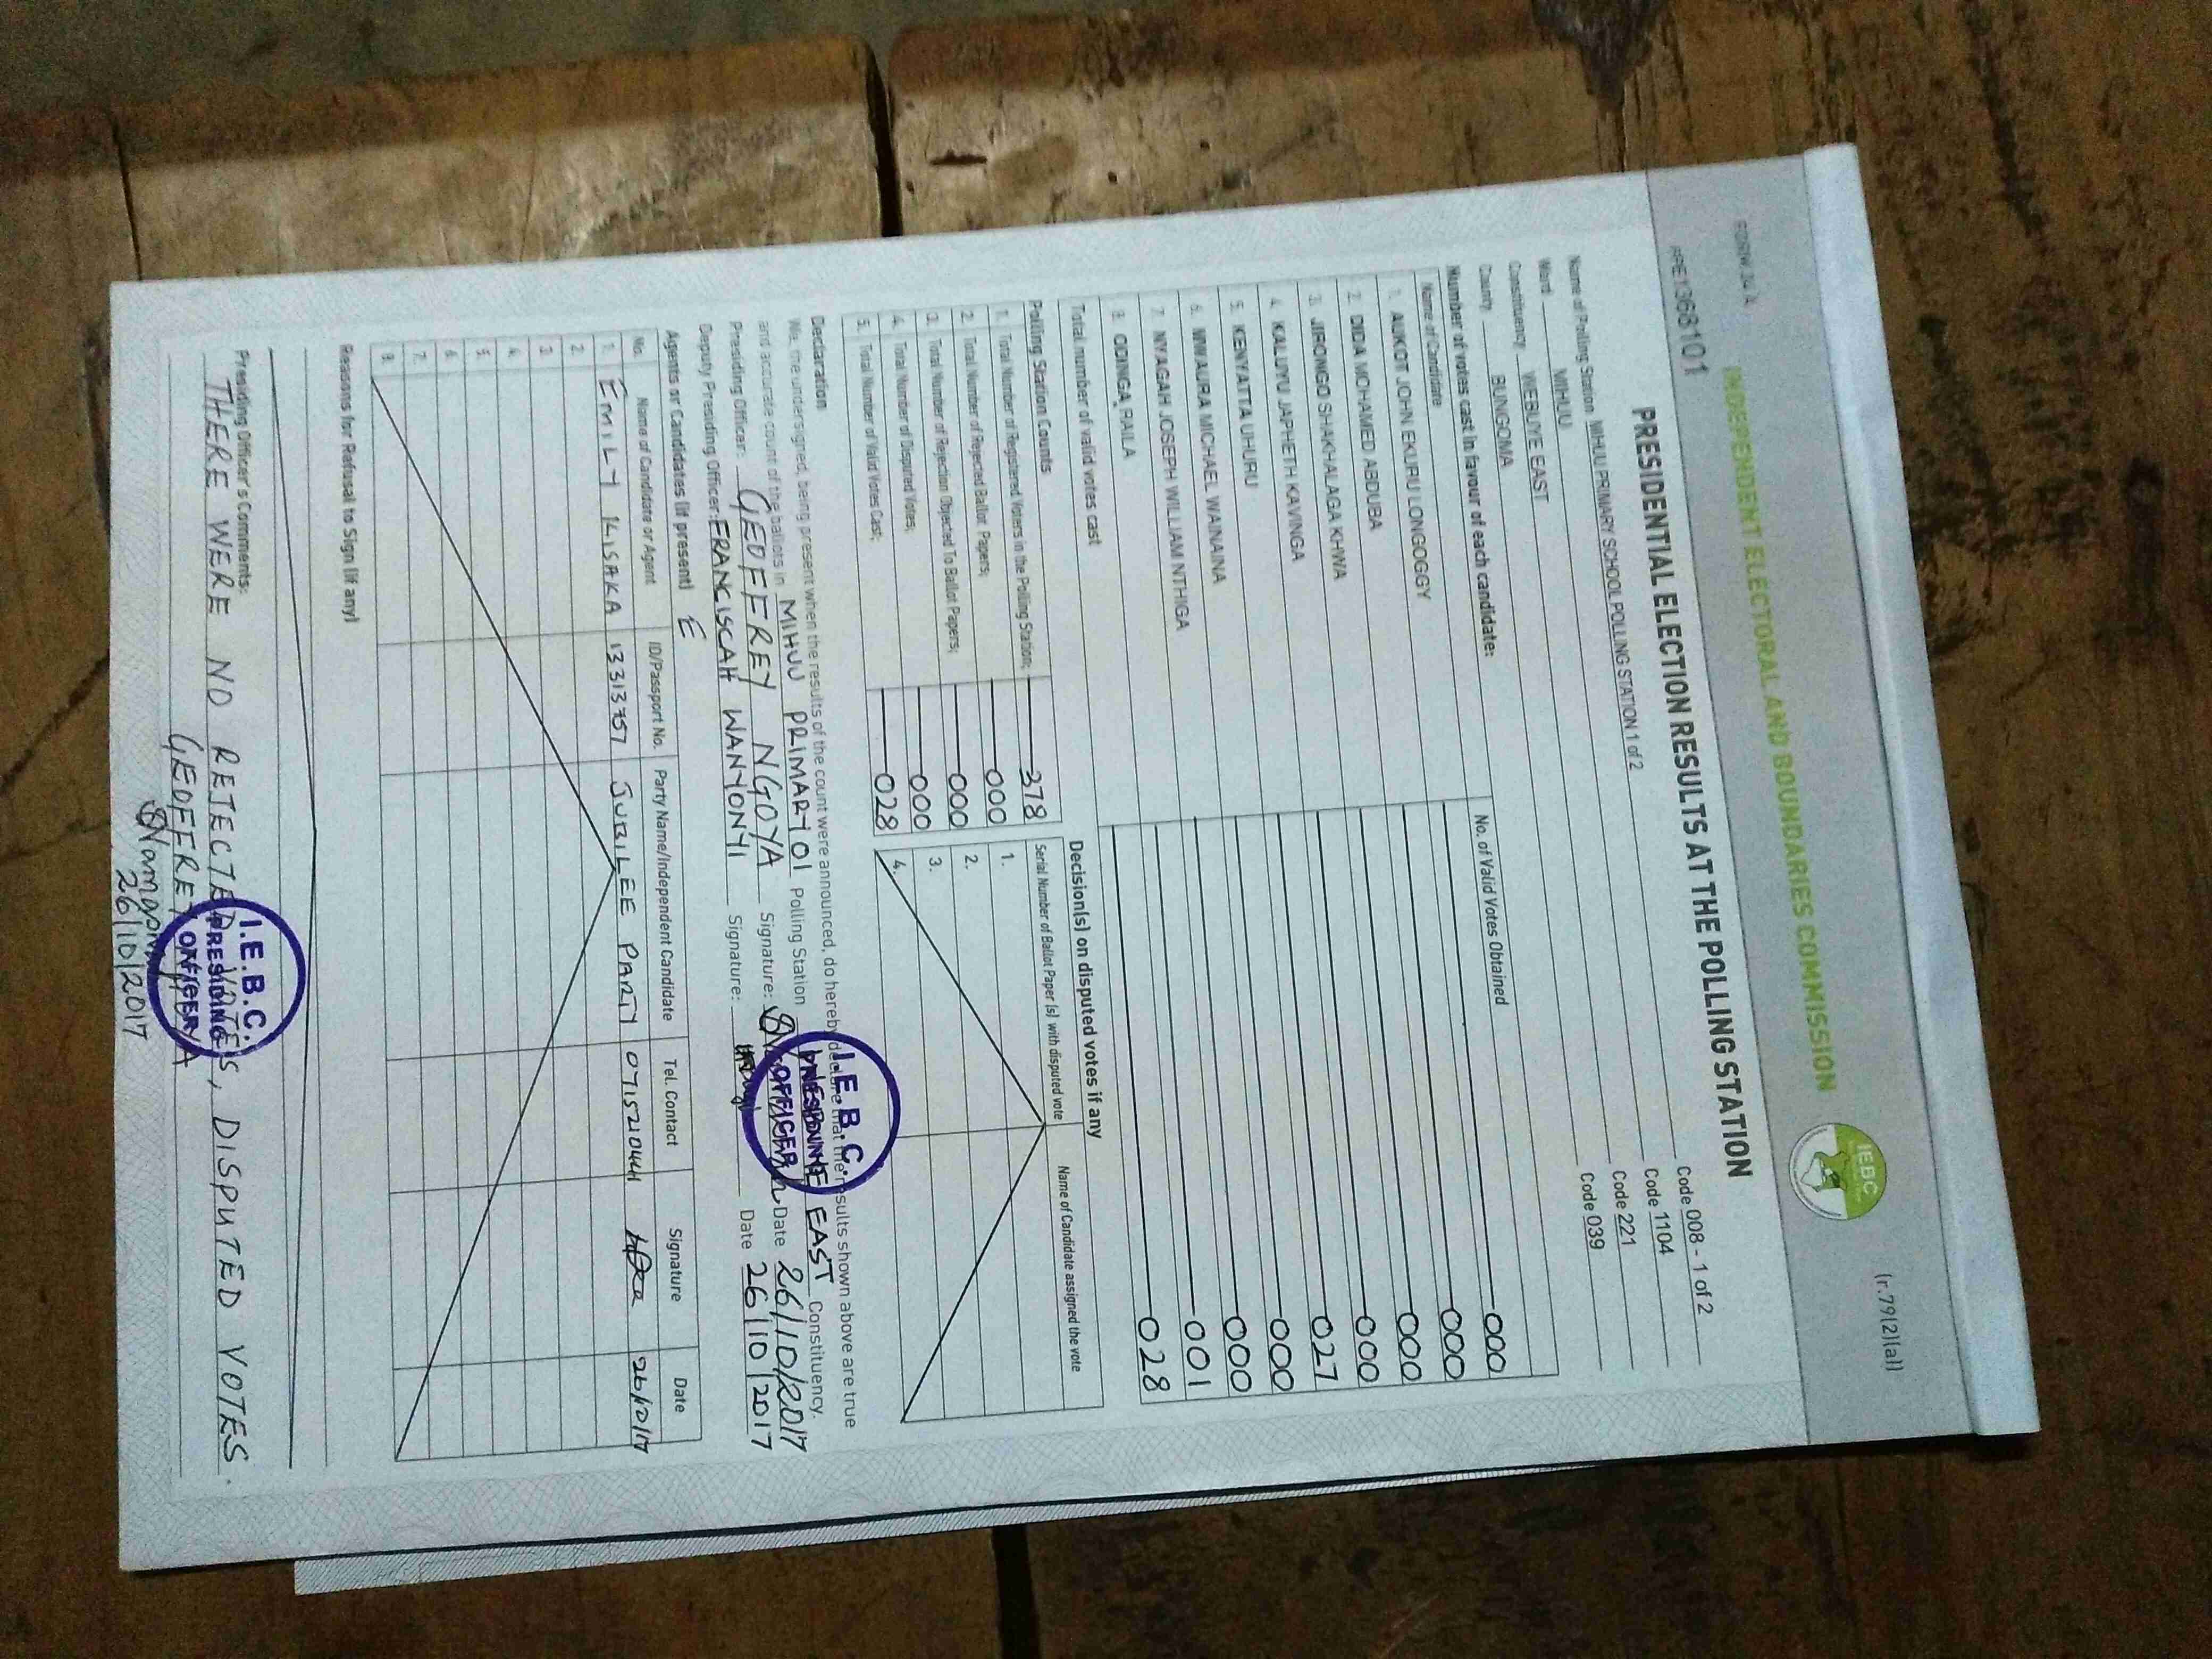 FORM 34 A
(r.79(2)(a))
INDEPENDENT ELECTORAL AND BOUNDARIES COMMISSION
IEBC
PRE1368101
PRESIDENTIAL ELECTION RESULTS AT THE POLLING STATION
Name of Polling Station MIHUU PRIMARY SCHOOL POLLING STATION 1 of 2 Code 008 - 1 of 2
Ward MIHUU Code 1104
Constituency WEBUYE EAST Code 221
County BUNGOMA Code 039
Number of votes cast in favour of each candidate:
Name of Candidate No. of Valid Votes Obtained
1. AUKOT JOHN EKURU LONGOGGY 000
2. DIDA MOHAMED ABDUBA 000
3. JIRONGO SHAKHALAGA KHWA 000
4. KALUYU JAPHETH KAVINGA 000
5. KENYATTA UHURU 027
6. MWAURA MICHAEL WAINAINA 000
7. NYAGAH JOSEPH WILLIAM NTHIGA 000
8. ODINGA RAILA 001
Total number of valid votes cast 028
Polling Station Counts
1. Total Number of Registered Voters in the Polling Station; 378
2. Total Number of Rejected Ballot Papers; 000
3. Total Number of Rejection Objected To Ballot Papers; 000
4. Total Number of Disputed Votes; 000
5. Total Number of Valid Votes Cast; 028
Decision(s) on disputed votes if any
Serial Number of Ballot Paper (s) with disputed vote Name of Candidate assigned the vote
1.
2.
3.
4.
Declaration
We, the undersigned, being present when the results of the count were announced, do hereby declare that the results shown above are true
and accurate count of the ballots in MIHUU PRIMARY 01 Polling Station EAST Constituency.
Presiding Officer: GEOFFREY NGOYA Signature: Date 26/10/2017
Deputy Presiding Officer: FRANCISCAH WANYONYI Signature: Date 26/10/2017
I.E.B.C.
PRESIDING
OFFICER
Agents or Candidates (if present) E
No. Name of Candidate or Agent ID/Passport No. Party Name/Independent Candidate Tel. Contact Signature Date
1. EMILY KISAKA 13313757 JUBILEE PARTY 0715210441 26/10/17
2.
3.
4.
5.
6.
7.
8.
Reasons for Refusal to Sign (if any)
Presiding Officer's Comments:
THERE WERE NO REJECTED VOTES, DISPUTED VOTES.
GEOFFREY NGOYA
I.E.B.C.
PRESIDING
OFFICER
26/10/2017